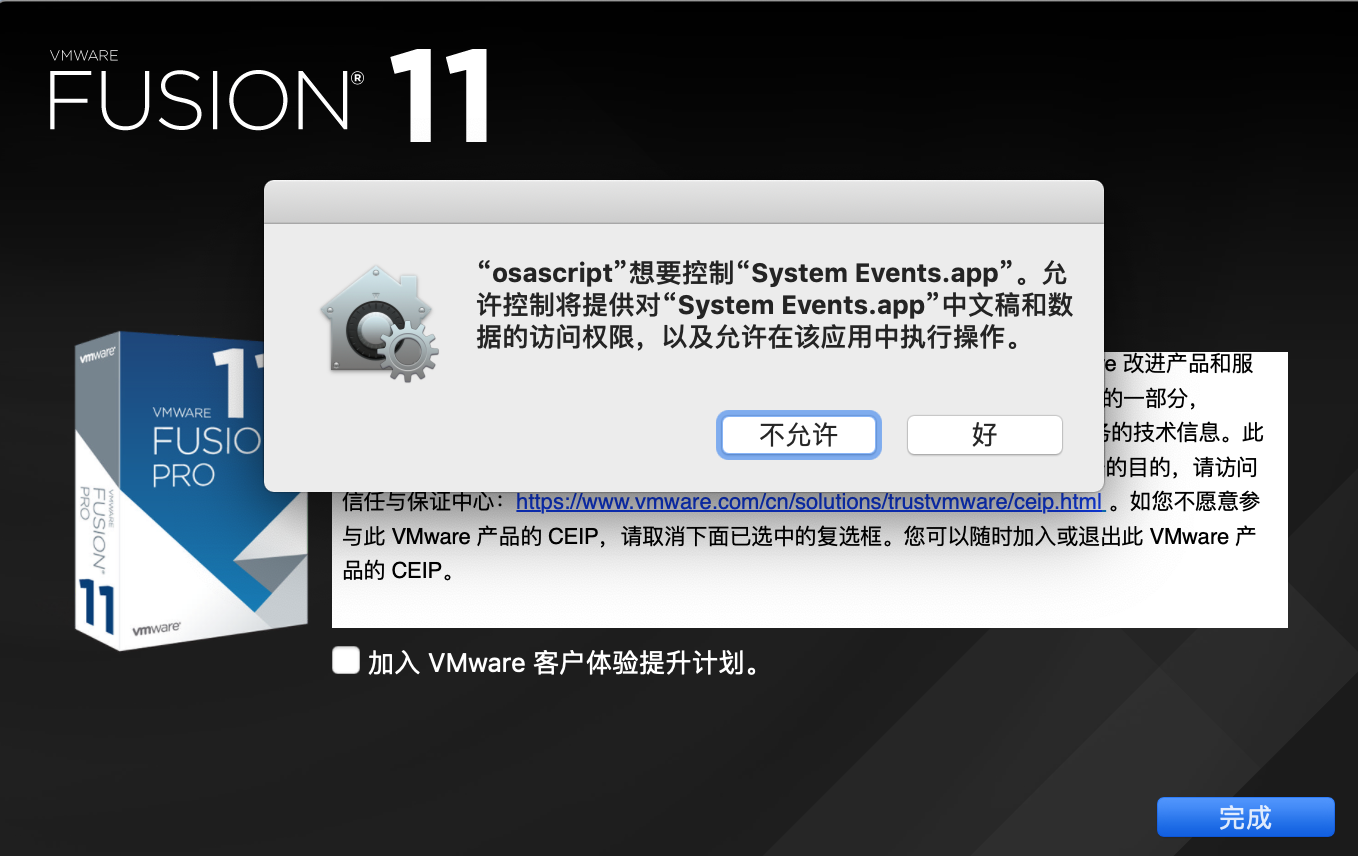 VMWARE
FUSION® 11
“osascript”想要控制“System Events.app”。允
许控制将提供对“System Events.app”中文稿和数
据的访问权限，以及允许在该应用中执行操作。
不允许
好
vmware
11
VMWARE
FUSIO
PRO
VMWARE
FUSION
PRO
11
vmware
e 改进产品和服
的一部分，
的技术信息。此
的目的，请访问
信任与保证中心：https://www.vmware.com/cn/solutions/trustvmware/ceip.html 。如您不愿意参
与此 VMware 产品的 CEIP，请取消下面已选中的复选框。您可以随时加入或退出此 VMware 产
品的 CEIP。
加入 VMware 客户体验提升计划。
完成